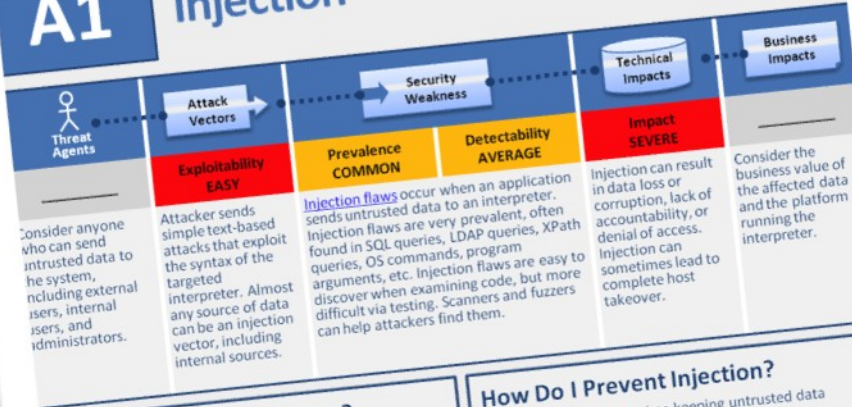 A1
Injection
Threat
Agents
Attack
Vectors
Security
Weakness
Technical
Impacts
Business
Impacts
Exploitability
EASY
Prevalence
COMMON
Detectability
AVERAGE
Impact
SEVERE
Consider anyone
who can send
untrusted data to
the system,
including external
users, internal
users, and
administrators.
Attacker sends
simple text-based
attacks that exploit
the syntax of the
targeted
interpreter. Almost
any source of data
can be an injection
vector, including
internal sources.
Injection flaws occur when an application
sends untrusted data to an interpreter.
Injection flaws are very prevalent, often
found in SQL queries, LDAP queries, XPath
queries, OS commands, program
arguments, etc. Injection flaws are easy to
discover when examining code, but more
difficult via testing. Scanners and fuzzers
can help attackers find them.
Injection can result
in data loss or
corruption, lack of
accountability, or
denial of access.
Injection can
sometimes lead to
complete host
takeover.
Consider the
business value of
the affected data
and the platform
running the
interpreter.
?
How Do I Prevent Injection?
keeping untrusted data